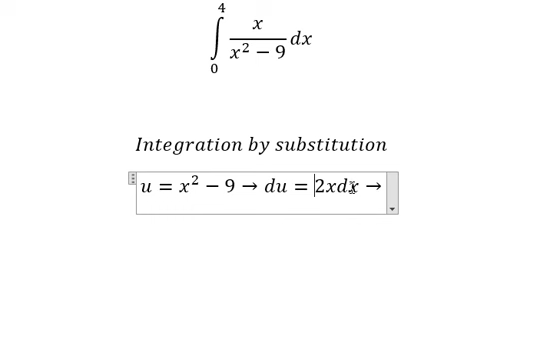 ∫₀⁴ x/(x² − 9) dx
Integration by substitution
u = x² − 9 → du = 2xdx →